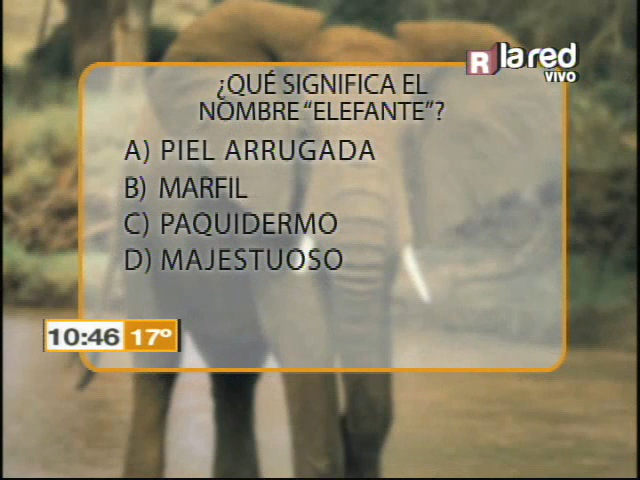 R la red
VIVO
¿QUÉ SIGNIFICA EL
NOMBRE “ELEFANTE”?
A) PIEL ARRUGADA
B) MARFIL
C) PAQUIDERMO
D) MAJESTUOSO
10:46 17º